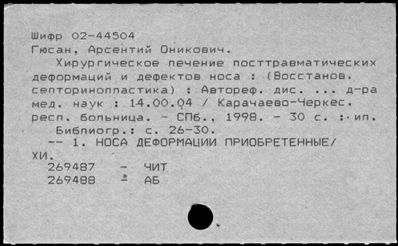 Шифр 02-44504
Гюсан, Арсентий Оникович.
Хирургическое лечение посттравматических
деформаций и дефектов носа : (Восстанов.
септоринопластика) : Автореф. дис. ... д-ра
мед. наук : 14.00.04 / Карачаево-Черкес.
респ. больница. - СПб., 1998. - 30 с. : ип.
Библиогр.: с. 26-30.
-- 1. НОСА ДЕФОРМАЦИИ ПРИОБРЕТЕННЫЕ/
ХИ.
269487 - ЧИТ
269488 - АБ